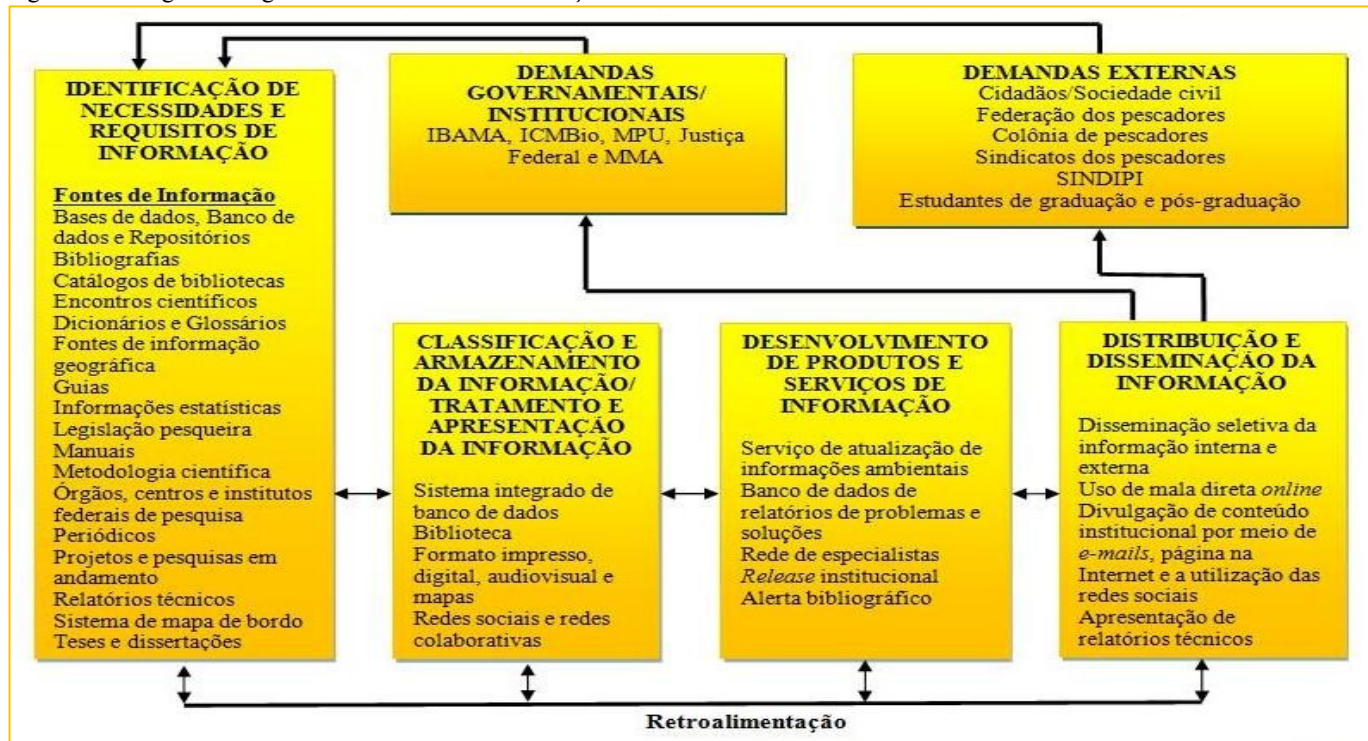 IDENTIFICAÇÃO DE
NECESSIDADES E
REQUISITOS DE
INFORMAÇÃO
Fontes de Informação
Bases de dados, Banco de
dados e Repositórios
Bibliografias
Catálogos de bibliotecas
Encontros científicos
Dicionários e Glossários
Fontes de informação
geográfica
Guias
Informações estatísticas
Legislação pesqueira
Manuais
Metodologia científica
Órgãos, centros e institutos
federais de pesquisa
Periódicos
Projetos e pesquisas em
andamento
Relatórios técnicos
Sistema de mapa de bordo
Teses e dissertações
DEMANDAS
GOVERNAMENTAIS/
INSTITUCIONAIS
IBAMA, ICMBio, MPU, Justiça
Federal e MMA
DEMANDAS EXTERNAS
Cidadãos/Sociedade civil
Federação dos pescadores
Colônia de pescadores
Sindicatos dos pescadores
SINDIPI
Estudantes de graduação e pós-graduação
CLASSIFICAÇÃO E
ARMAZENAMENTO
DA INFORMAÇÃO/
TRATAMENTO E
APRESENTAÇÃO
DA INFORMAÇÃO
Sistema integrado de
banco de dados
Biblioteca
Formato impresso,
digital, audiovisual e
mapas
Redes sociais e redes
colaborativas
DESENVOLVIMENTO
DE PRODUTOS E
SERVIÇOS DE
INFORMAÇÃO
Serviço de atualização de
informações ambientais
Banco de dados de
relatórios de problemas e
soluções
Rede de especialistas
Release institucional
Alerta bibliográfico
DISTRIBUIÇÃO E
DISSEMINAÇÃO DA
INFORMAÇÃO
Disseminação seletiva da
informação interna e
externa
Uso de mala direta online
Divulgação de conteúdo
institucional por meio de
e-mails, página na
Internet e a utilização das
redes sociais
Apresentação de
relatórios técnicos
Retroalimentação